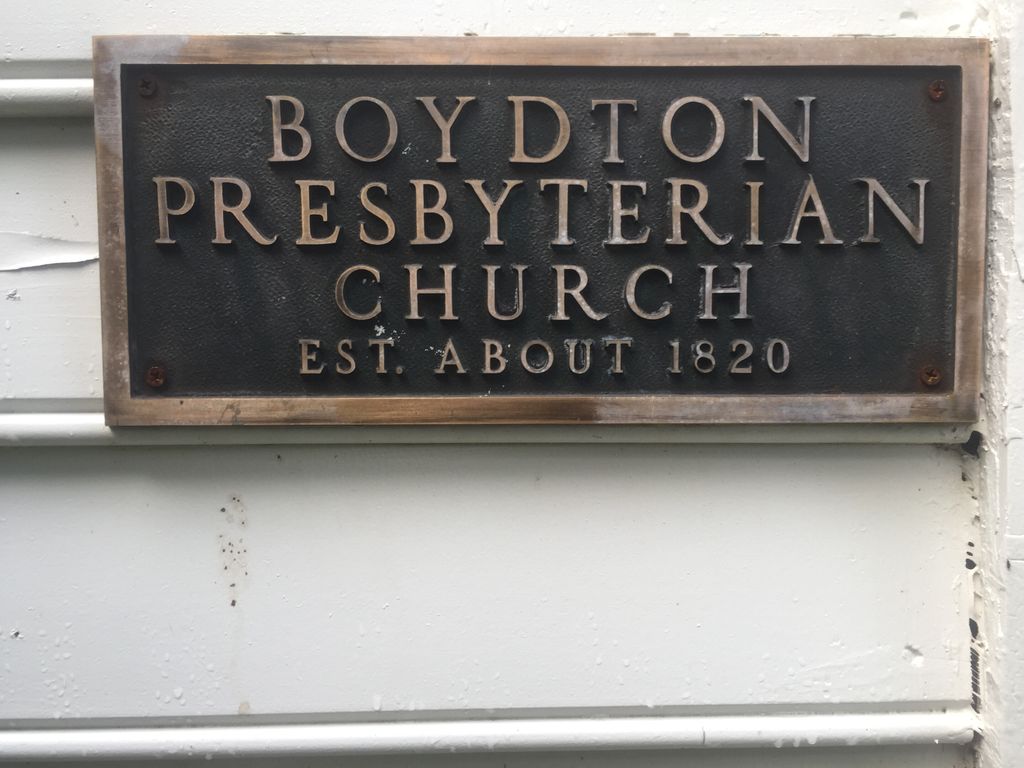 BOYDTON
PRESBYTERIAN
CHURCH
EST. ABOUT 1820